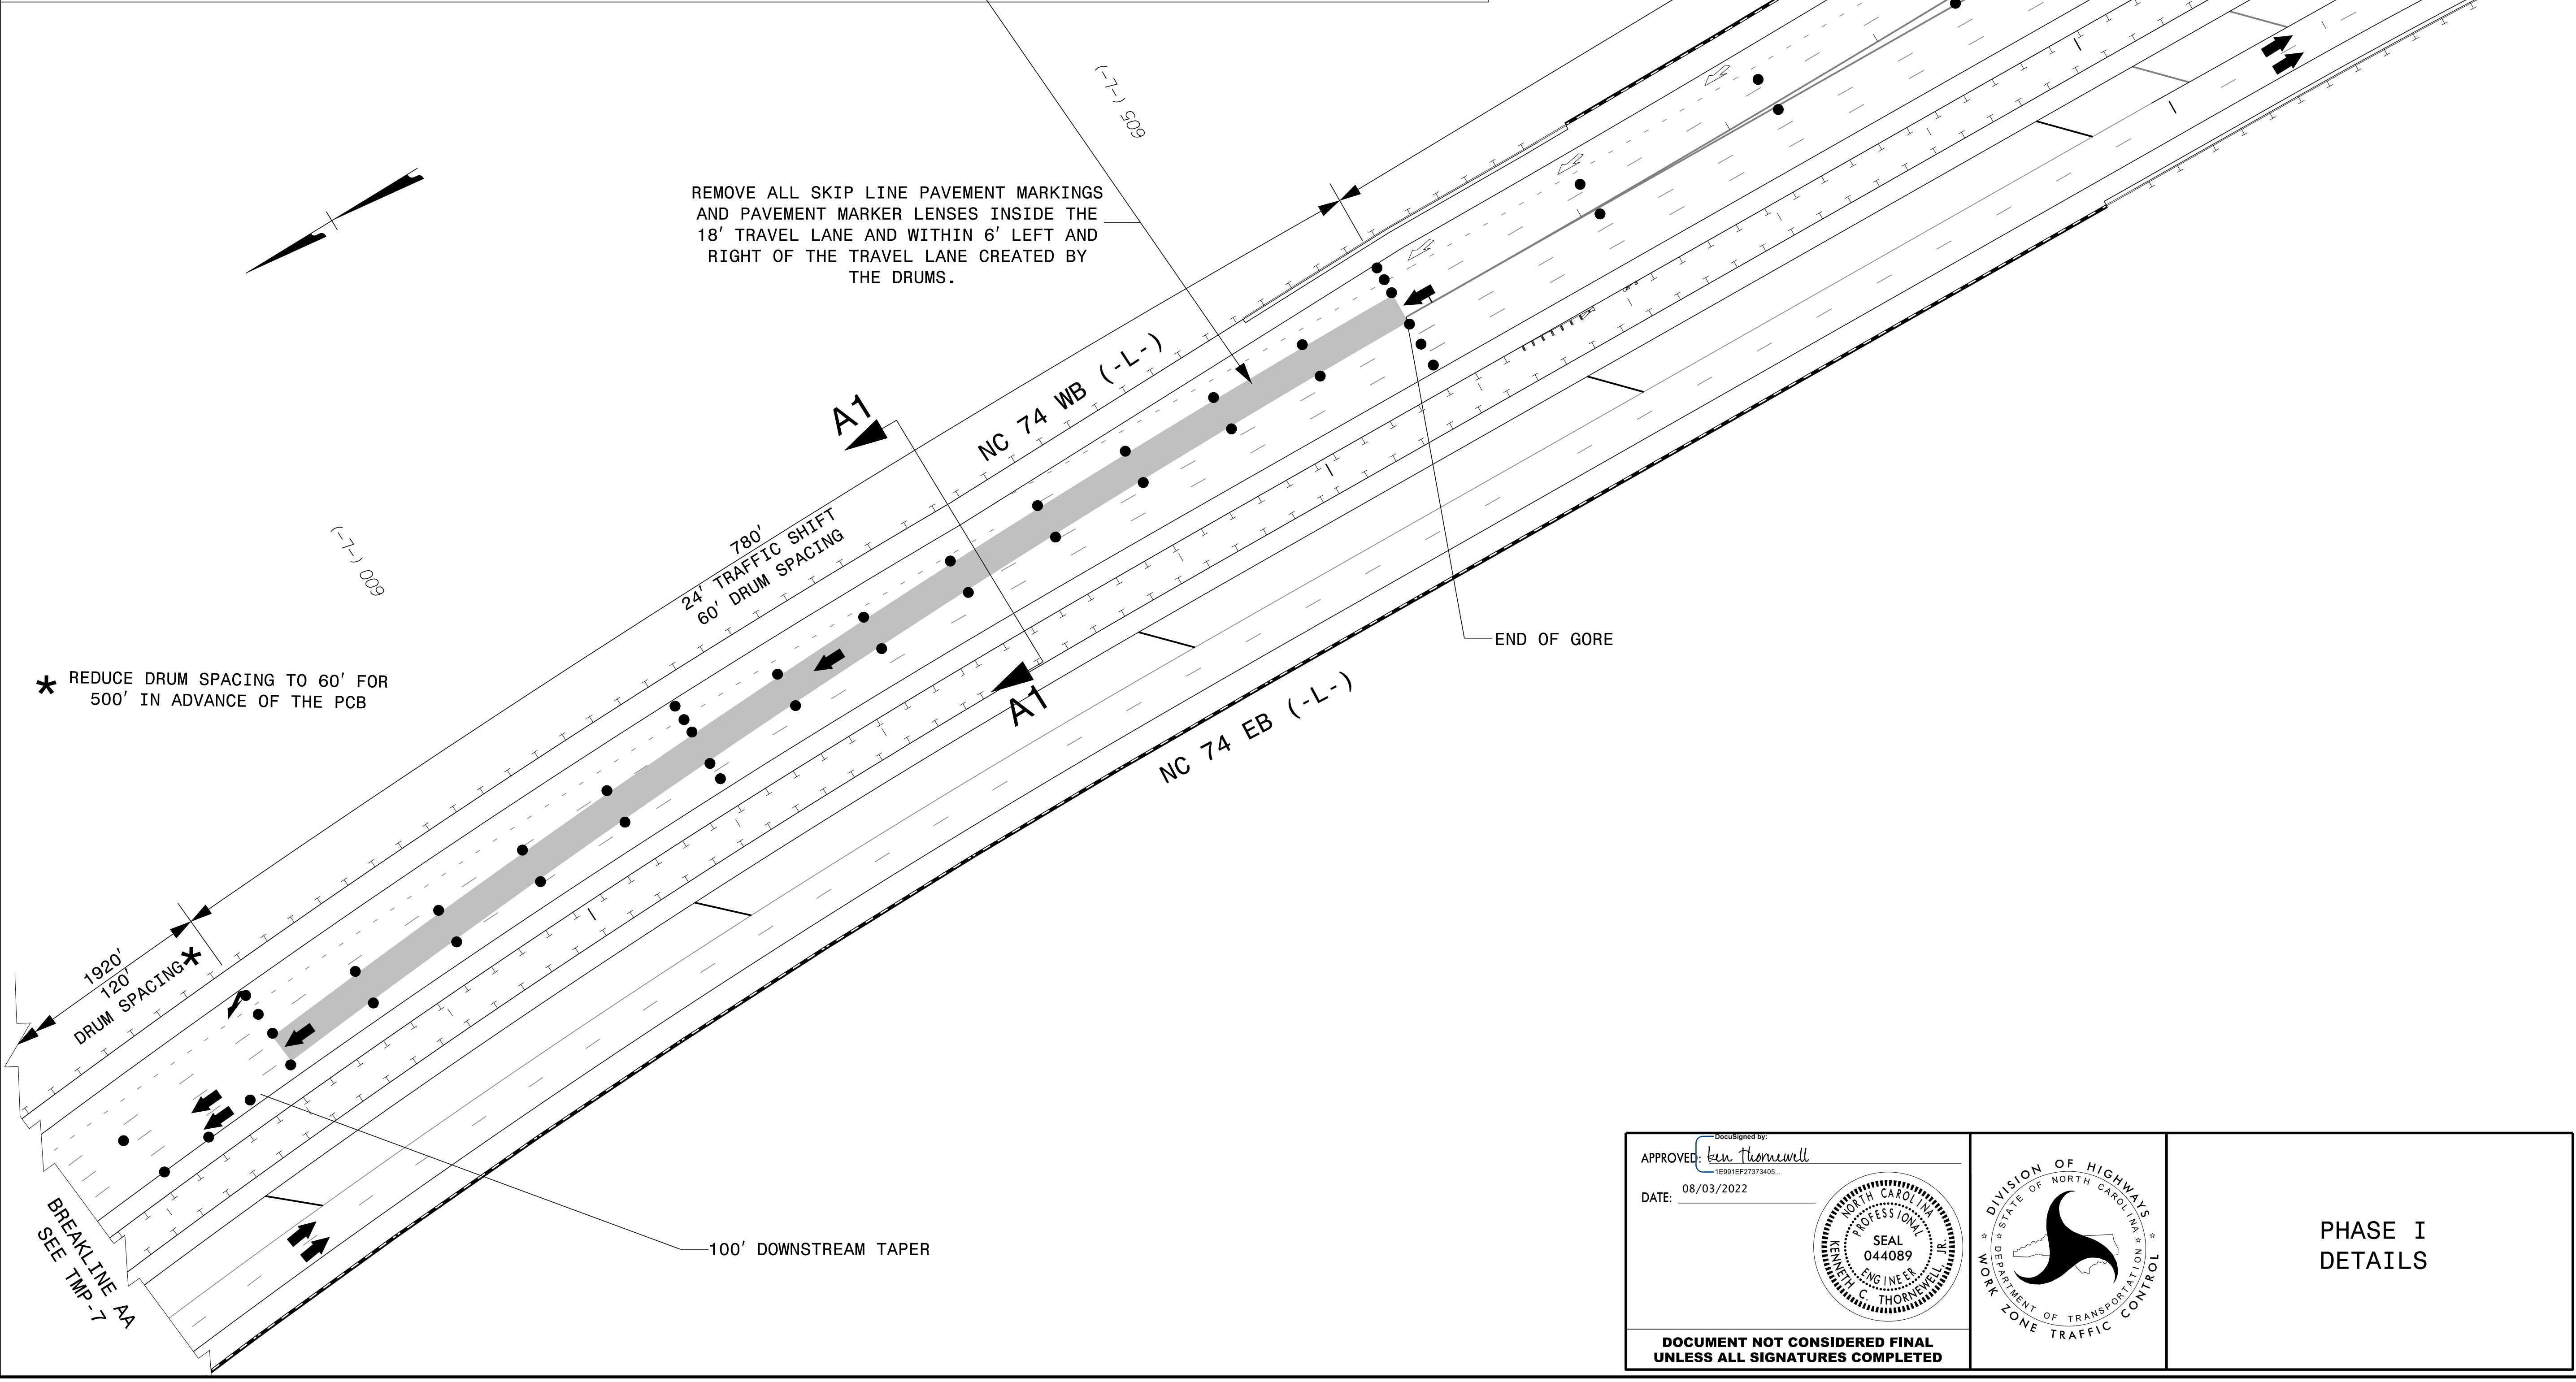 605 (-L-)
REMOVE ALL SKIP LINE PAVEMENT MARKINGS
AND PAVEMENT MARKER LENSES INSIDE THE
18' TRAVEL LANE AND WITHIN 6' LEFT AND
RIGHT OF THE TRAVEL LANE CREATED BY
THE DRUMS.
NC 74 WB (-L-)
A1
780'
24' TRAFFIC SHIFT
60' DRUM SPACING
600 (-L-)
END OF GORE
* REDUCE DRUM SPACING TO 60' FOR
500' IN ADVANCE OF THE PCB
A1
NC 74 EB (-L-)
1920'
120'
DRUM SPACING*
100' DOWNSTREAM TAPER
BREAKLINE AA
SEE TMP-7
DocuSigned by:
APPROVED: Ken Thornewell
1E991EF27373405...
DATE: 08/03/2022
NORTH CAROLINA
PROFESSIONAL
SEAL
044089
ENGINEER
KENNETH C. THORNEWELL, JR.
DOCUMENT NOT CONSIDERED FINAL
UNLESS ALL SIGNATURES COMPLETED
DIVISION OF HIGHWAYS
STATE OF NORTH CAROLINA
DEPARTMENT OF TRANSPORTATION
WORK ZONE TRAFFIC CONTROL
PHASE I
DETAILS